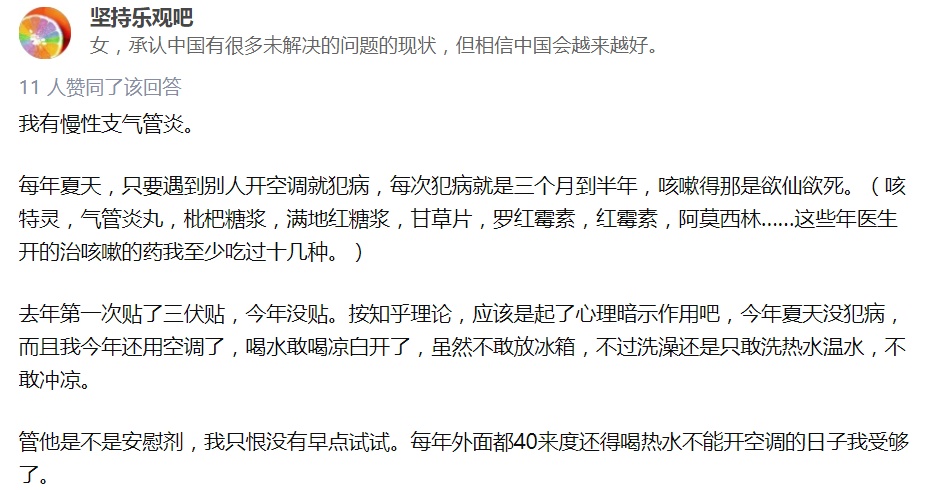 坚持乐观吧
女，承认中国有很多未解决的问题的现状，但相信中国会越来越好。
11 人赞同了该回答
我有慢性支气管炎。
每年夏天，只要遇到别人开空调就犯病，每次犯病就是三个月到半年，咳嗽得那是欲仙欲死。（咳
特灵，气管炎丸，枇杷糖浆，满地红糖浆，甘草片，罗红霉素，红霉素，阿莫西林......这些年医生
开的治咳嗽的药我至少吃过十几种。）
去年第一次贴了三伏贴，今年没贴。按知乎理论，应该是起了心理暗示作用吧，今年夏天没犯病，
而且我今年还用空调了，喝水敢喝凉白开了，虽然不敢放冰箱，不过洗澡还是只敢洗热水温水，不
敢冲凉。
管他是不是安慰剂，我只恨没有早点试试。每年外面都40来度还得喝热水不能开空调的日子我受够
了。